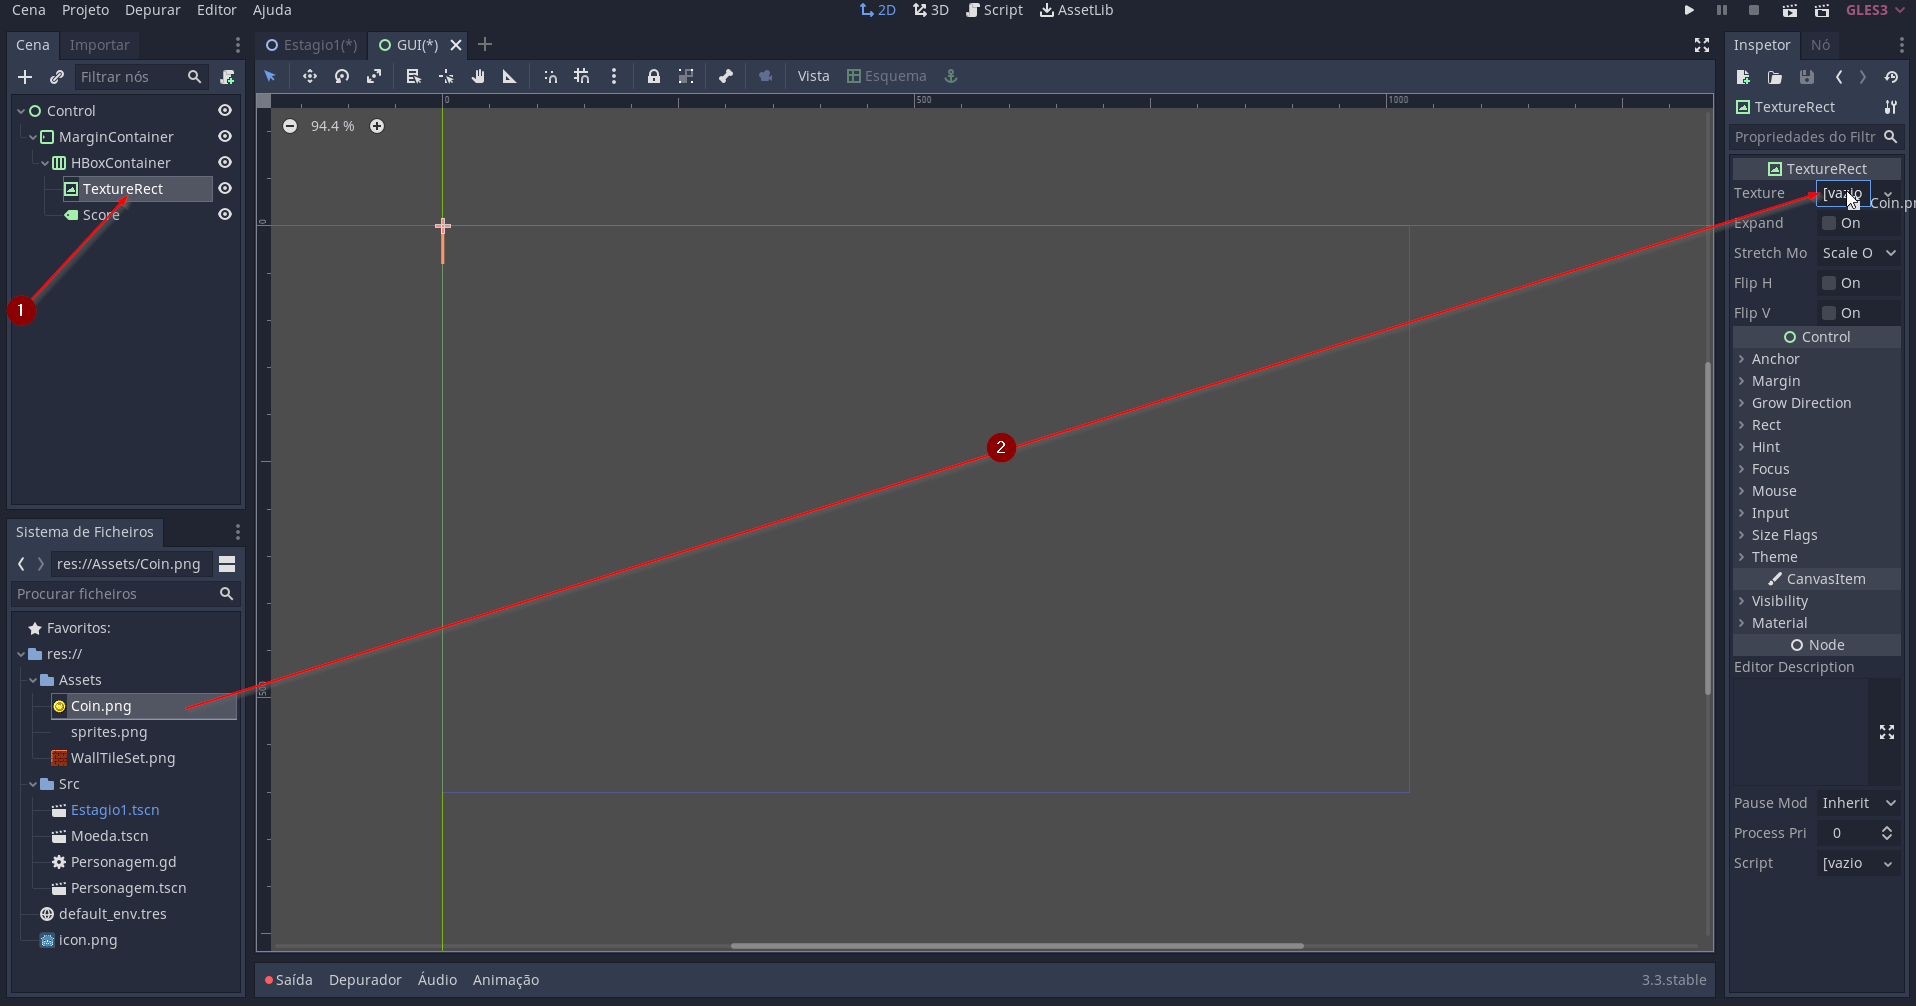 Cena Projeto Depurar Editor Ajuda 2D 3D Script AssetLib GLES3
Cena Importar
Filtrar nós
Control
MarginContainer
HBoxContainer
TextureRect
Score
1
Sistema de Ficheiros
res://Assets/Coin.png
Procurar ficheiros
Favoritos:
res://
Assets
Coin.png
sprites.png
WallTileSet.png
Src
Estagio1.tscn
Moeda.tscn
Personagem.gd
Personagem.tscn
default_env.tres
icon.png
Estagio1(*) GUI(*)
Vista Esquema
0 500 1000
94.4 %
0
2
500
Saída Depurador Áudio Animação 3.3.stable
Inspetor Nó
TextureRect
Propriedades do Filtr
TextureRect
Texture [vazio
Coin.p
Expand On
Stretch Mo Scale O
Flip H On
Flip V On
Control
Anchor
Margin
Grow Direction
Rect
Hint
Focus
Mouse
Input
Size Flags
Theme
CanvasItem
Visibility
Material
Node
Editor Description
Pause Mod Inherit
Process Pri 0
Script [vazio